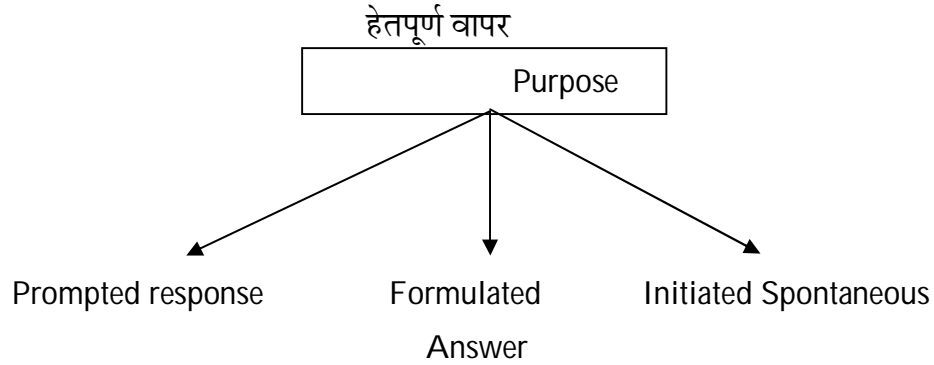 हेतपूर्ण वापर
Purpose
Prompted response
Formulated
Answer
Initiated Spontaneous